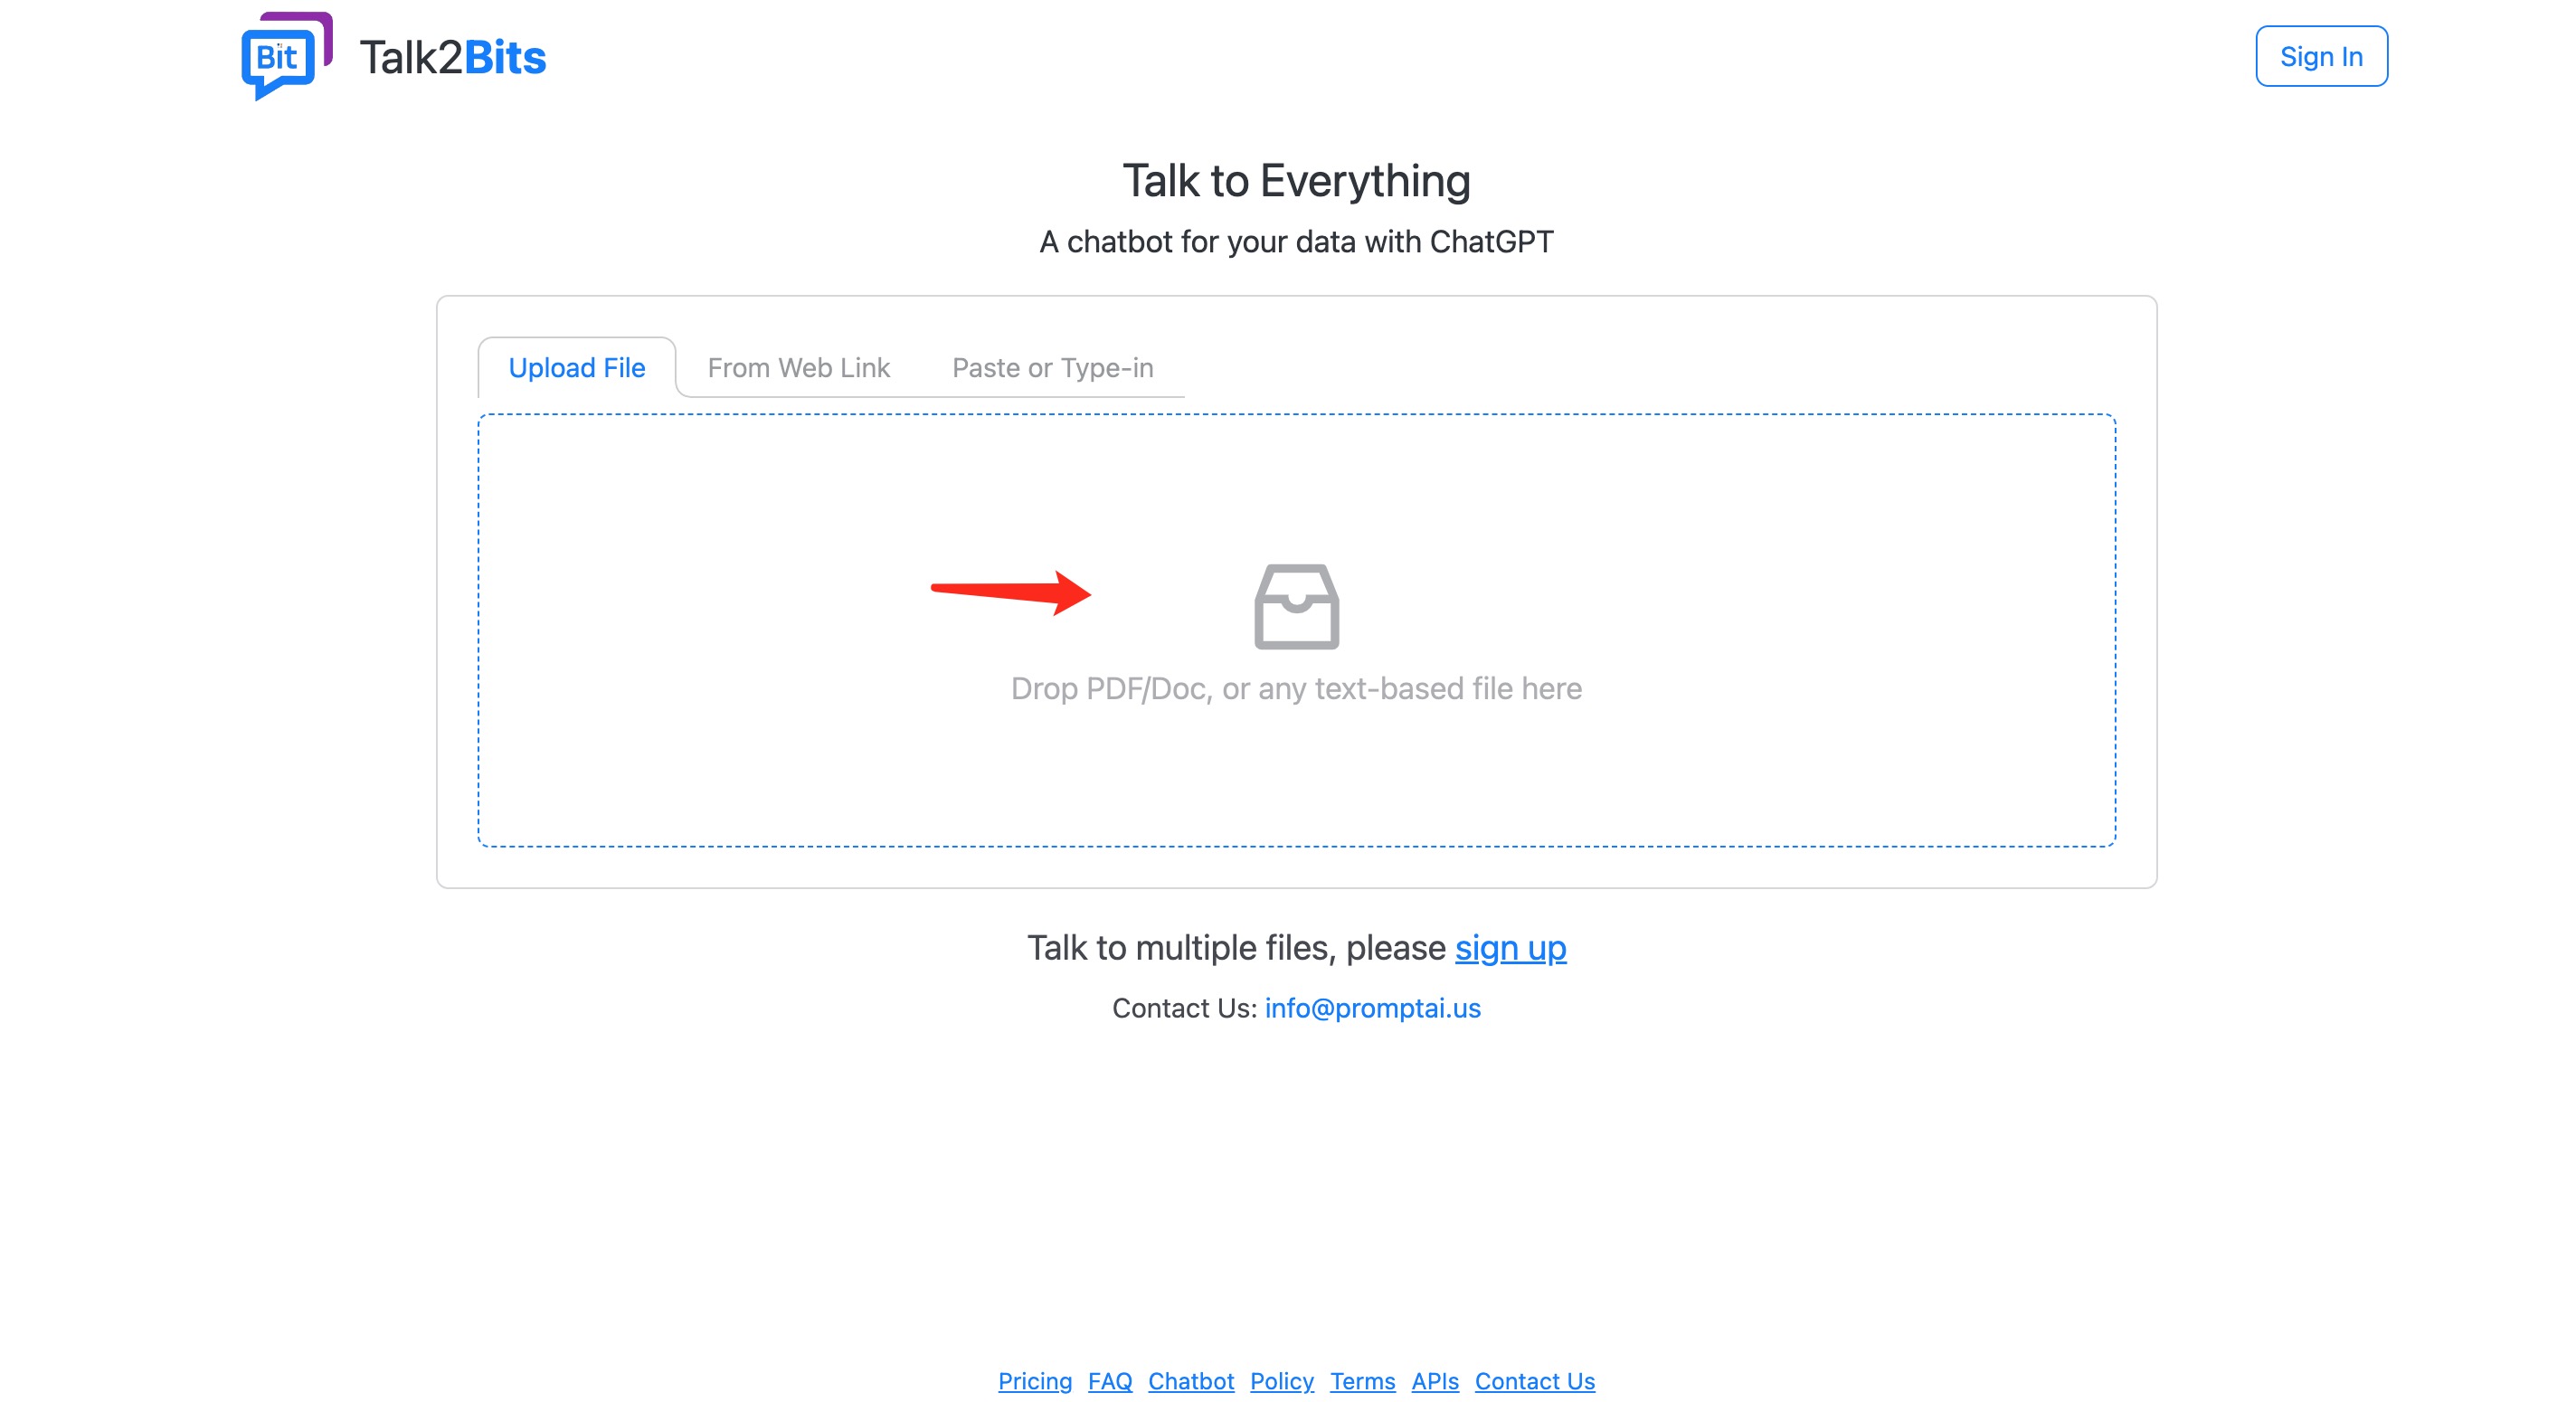 Bit
Talk2Bits
Sign In
Talk to Everything
A chatbot for your data with ChatGPT
Upload File
From Web Link
Paste or Type-in
Drop PDF/Doc, or any text-based file here
Talk to multiple files, please sign up
Contact Us: info@promptai.us
Pricing FAQ Chatbot Policy Terms APIs Contact Us